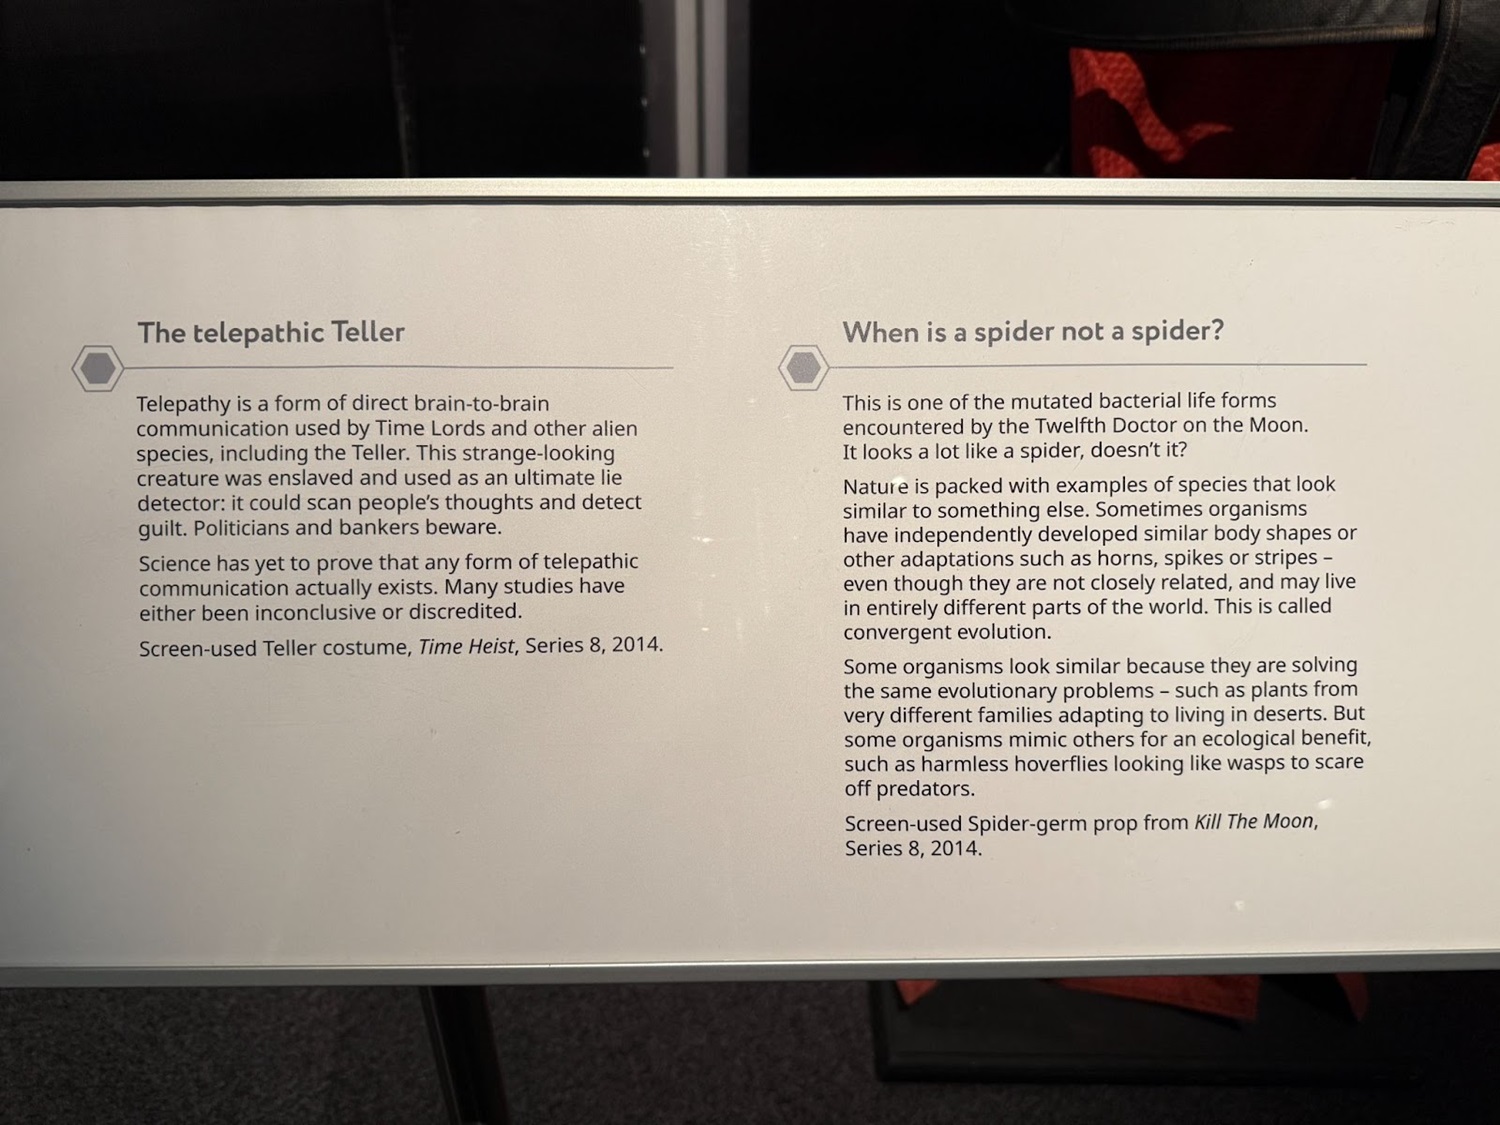 The telepathic Teller
Telepathy is a form of direct brain-to-brain
communication used by Time Lords and other alien
species, including the Teller. This strange-looking
creature was enslaved and used as an ultimate lie
detector: it could scan people's thoughts and detect
guilt. Politicians and bankers beware.
Science has yet to prove that any form of telepathic
communication actually exists. Many studies have
either been inconclusive or discredited.
Screen-used Teller costume, Time Heist, Series 8, 2014.
When is a spider not a spider?
This is one of the mutated bacterial life forms
encountered by the Twelfth Doctor on the Moon.
It looks a lot like a spider, doesn't it?
Nature is packed with examples of species that look
similar to something else. Sometimes organisms
have independently developed similar body shapes or
other adaptations such as horns, spikes or stripes –
even though they are not closely related, and may live
in entirely different parts of the world. This is called
convergent evolution.
Some organisms look similar because they are solving
the same evolutionary problems – such as plants from
very different families adapting to living in deserts. But
some organisms mimic others for an ecological benefit,
such as harmless hoverflies looking like wasps to scare
off predators.
Screen-used Spider-germ prop from Kill The Moon,
Series 8, 2014.